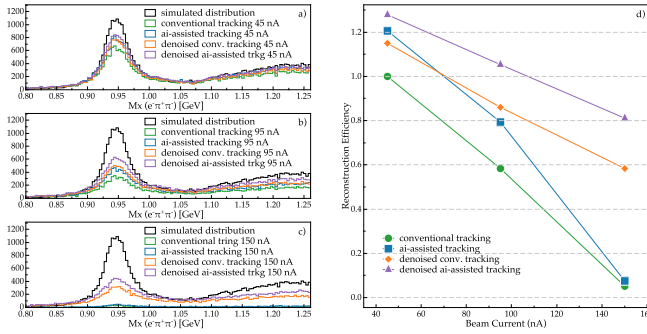 a)
simulated distribution
conventional tracking 45 nA
ai-assisted tracking 45 nA
denoised conv. tracking 45 nA
denoised ai-assisted trkg 45 nA
1200
1000
800
600
400
200
0
0.80 0.85 0.90 0.95 1.00 1.05 1.10 1.15 1.20 1.25
Mx (e⁻π⁺π⁻) [GeV]
b)
simulated distribution
conventional tracking 95 nA
ai-assisted tracking 95 nA
denoised conv. tracking 95 nA
denoised ai-assisted trkg 95 nA
1200
1000
800
600
400
200
0
0.80 0.85 0.90 0.95 1.00 1.05 1.10 1.15 1.20 1.25
Mx (e⁻π⁺π⁻) [GeV]
c)
simulated distribution
conventional tring 150 nA
ai-assisted tracking 150 nA
denoised conv. tracking 150 nA
denoised ai-assisted trkg 150 nA
1200
1000
800
600
400
200
0
0.80 0.85 0.90 0.95 1.00 1.05 1.10 1.15 1.20 1.25
Mx (e⁻π⁺π⁻) [GeV]
d)
Reconstruction Efficiency
1.2
1.0
0.8
0.6
0.4
0.2
0.0
conventional tracking
ai-assisted tracking
denoised conv. tracking
denoised ai-assisted tracking
40 60 80 100 120 140 160
Beam Current (nA)